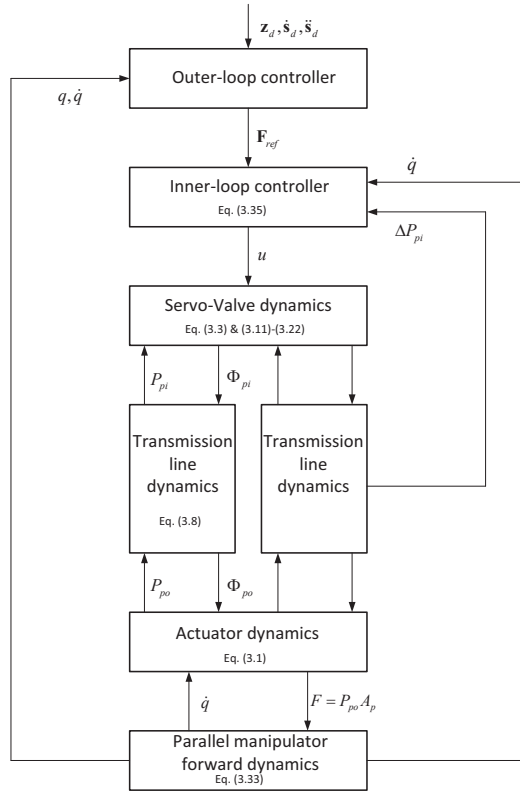 𝐳_d, 𝐬̇_d, 𝐬̈_d
Outer-loop controller
q, q̇
𝐅_ref
Inner-loop controller
Eq. (3.35)
q̇
ΔP_pi
u
Servo-Valve dynamics
Eq. (3.3) & (3.11)-(3.22)
P_pi
Φ_pi
Transmission
line
dynamics
Eq. (3.8)
Transmission
line
dynamics
P_po
Φ_po
Actuator dynamics
Eq. (3.1)
q̇
F = P_po A_p
Parallel manipulator
forward dynamics
Eq. (3.33)